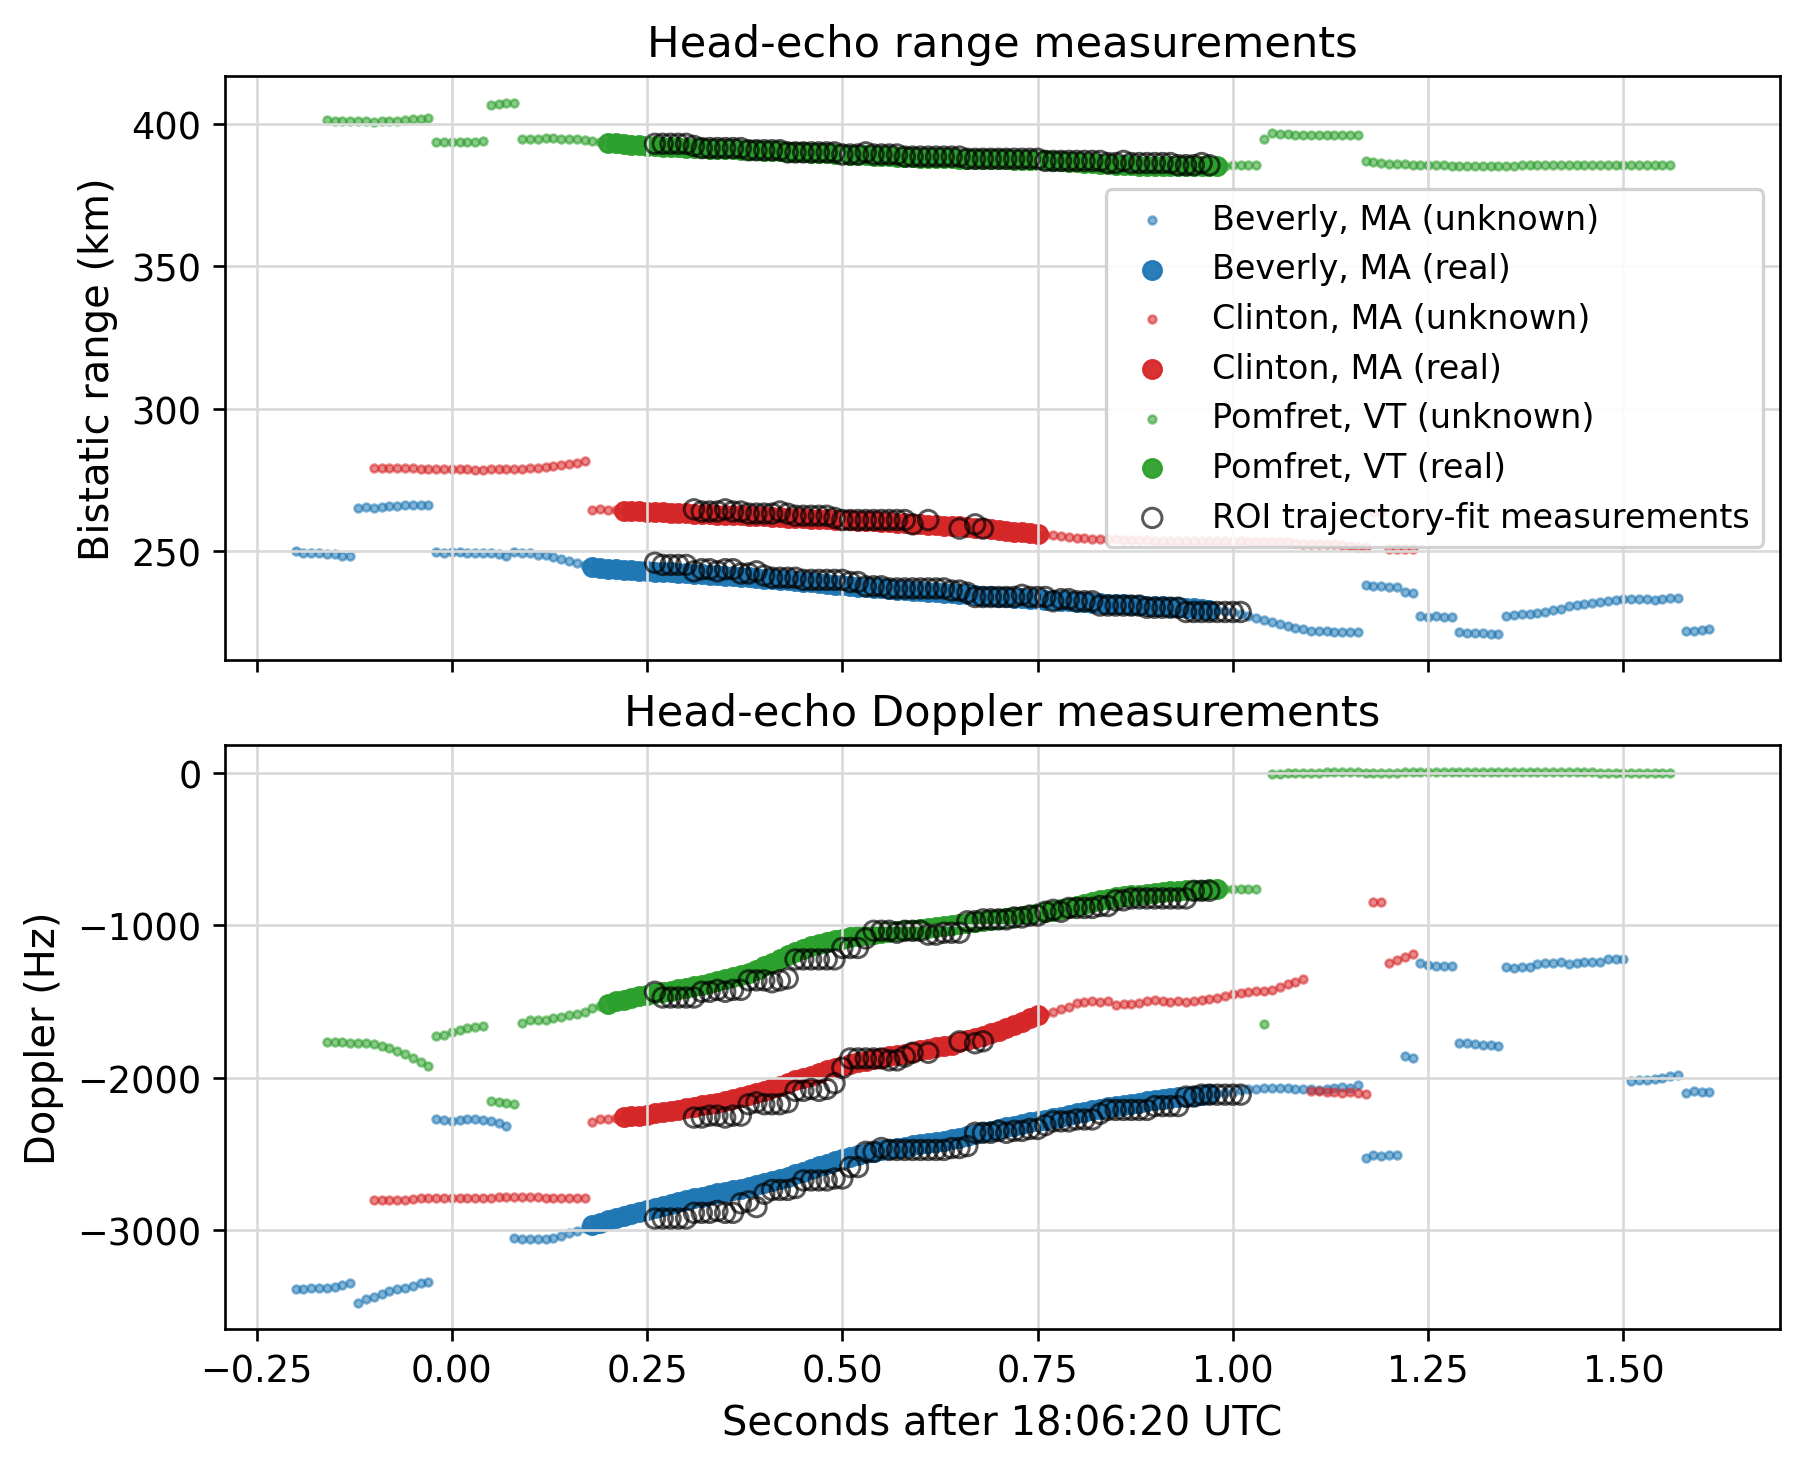 Head-echo range measurements
Bistatic range (km)
400
350
300
250
Beverly, MA (unknown)
Beverly, MA (real)
Clinton, MA (unknown)
Clinton, MA (real)
Pomfret, VT (unknown)
Pomfret, VT (real)
ROI trajectory-fit measurements
Head-echo Doppler measurements
Doppler (Hz)
0
−1000
−2000
−3000
−0.25 0.00 0.25 0.50 0.75 1.00 1.25 1.50
Seconds after 18:06:20 UTC